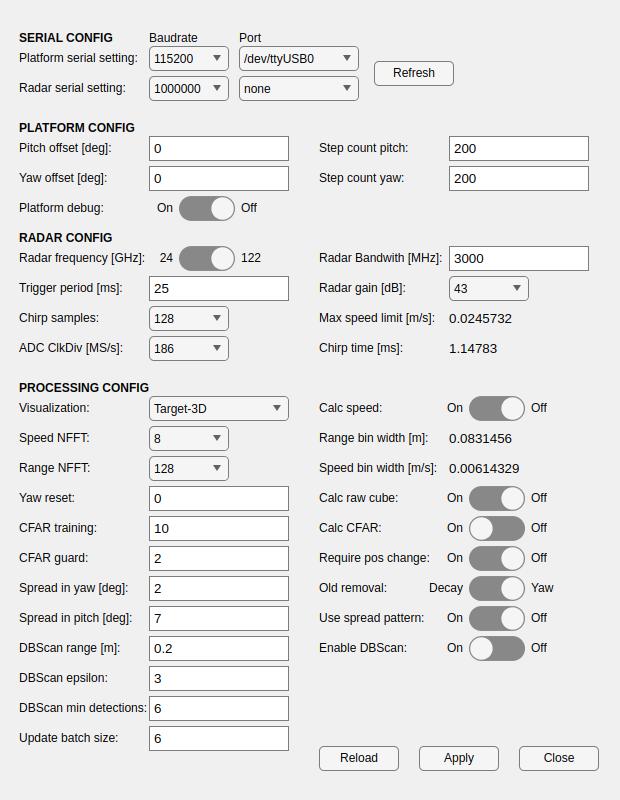 SERIAL CONFIG Baudrate Port
Platform serial setting: 115200 /dev/ttyUSB0
Refresh
Radar serial setting: 1000000 none
PLATFORM CONFIG
Pitch offset [deg]: 0 Step count pitch: 200
Yaw offset [deg]: 0 Step count yaw: 200
Platform debug: On Off
RADAR CONFIG
Radar frequency [GHz]: 24 122 Radar Bandwith [MHz]: 3000
Trigger period [ms]: 25 Radar gain [dB]: 43
Chirp samples: 128 Max speed limit [m/s]: 0.0245732
ADC ClkDiv [MS/s]: 186 Chirp time [ms]: 1.14783
PROCESSING CONFIG
Visualization: Target-3D Calc speed: On Off
Speed NFFT: 8 Range bin width [m]: 0.0831456
Range NFFT: 128 Speed bin width [m/s]: 0.00614329
Yaw reset: 0 Calc raw cube: On Off
CFAR training: 10 Calc CFAR: On Off
CFAR guard: 2 Require pos change: On Off
Spread in yaw [deg]: 2 Old removal: Decay Yaw
Spread in pitch [deg]: 7 Use spread pattern: On Off
DBScan range [m]: 0.2 Enable DBScan: On Off
DBScan epsilon: 3
DBScan min detections: 6
Update batch size: 6
Reload Apply Close